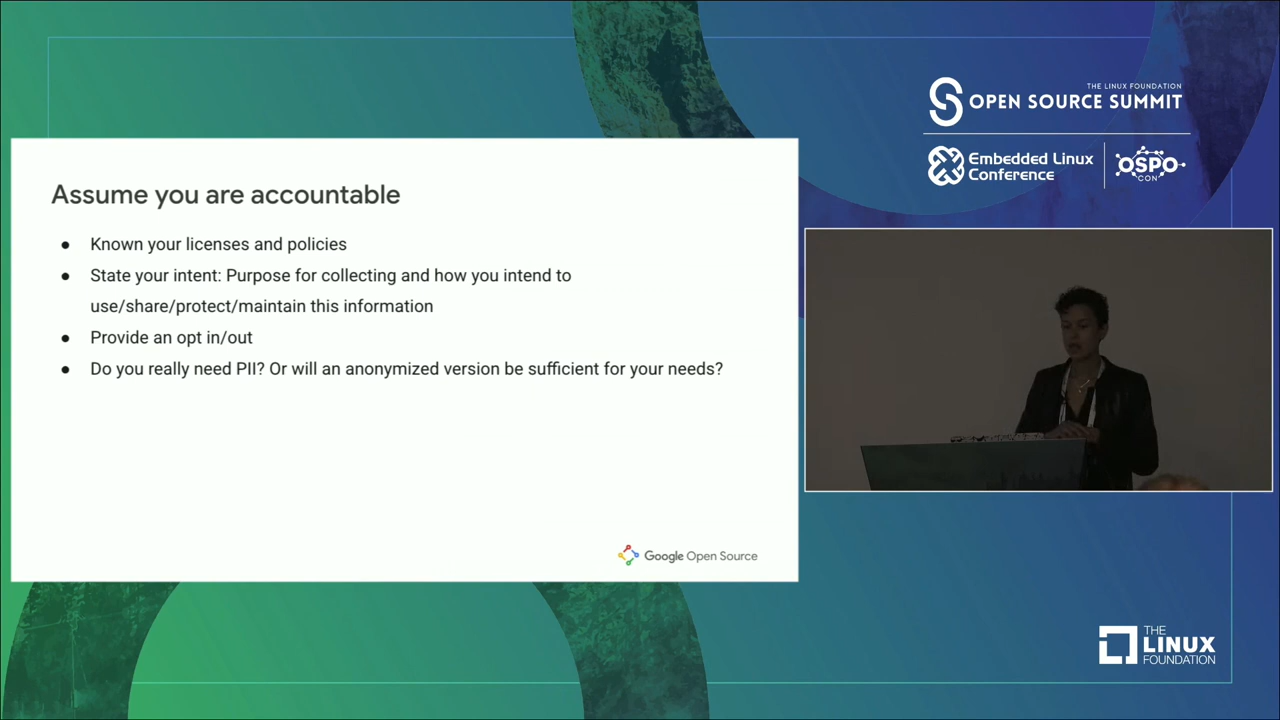 THE LINUX FOUNDATION
OPEN SOURCE SUMMIT
Embedded Linux
Conference
OSPO
CON
Assume you are accountable
● Known your licenses and policies
● State your intent: Purpose for collecting and how you intend to
use/share/protect/maintain this information
● Provide an opt in/out
● Do you really need PII? Or will an anonymized version be sufficient for your needs?
Google Open Source
THE
LINUX
FOUNDATION